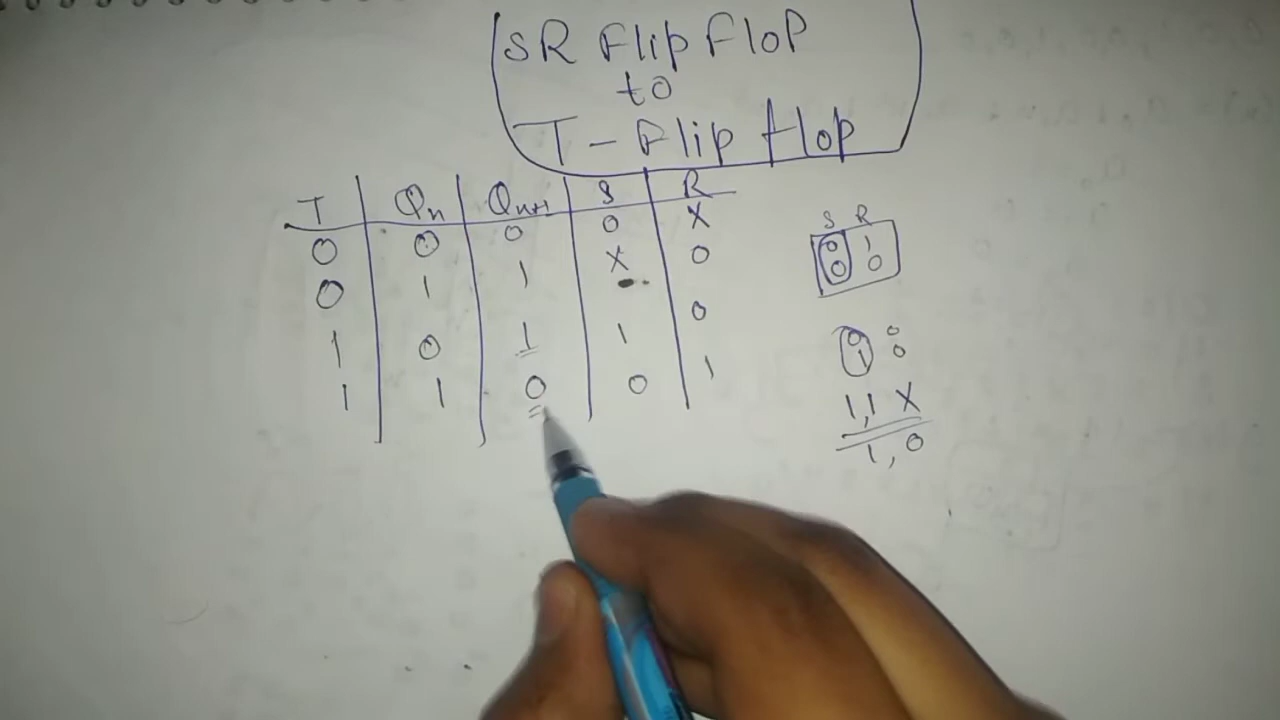 SR Flip Flop
to
T - Flip flop
T Qn Qn+1 S R
0 0 0 0 X
0 1 1 X 0
1 0 1 1 0
1 1 0 0 1
S R
0 1
0 0
0 0
1 0
1,1 X
1,0